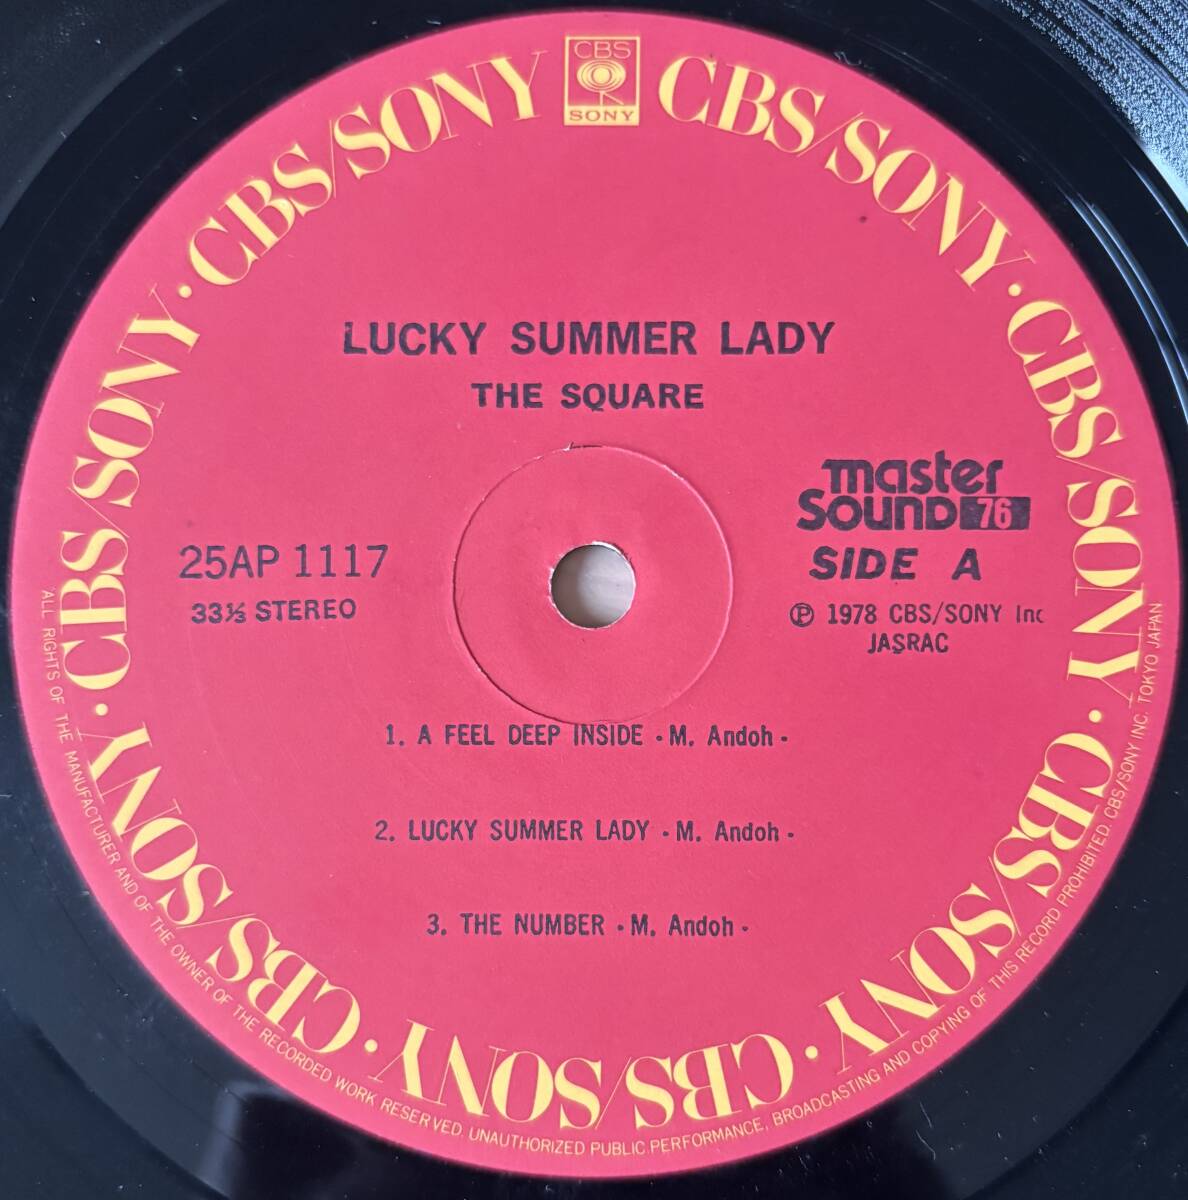 CBS
SONY
CBS/SONY · CBS/SONY · CBS/SONY · CBS/SONY · CBS/SONY · CBS/SONY · CBS/SONY · CBS/SONY
LUCKY SUMMER LADY
THE SQUARE
master
Sound 76
25AP 1117
SIDE A
33⅓ STEREO
Ⓟ 1978 CBS/SONY Inc
JASRAC
1. A FEEL DEEP INSIDE · M. Andoh ·
2. LUCKY SUMMER LADY · M. Andoh ·
3. THE NUMBER · M. Andoh ·
ALL RIGHTS OF THE MANUFACTURER AND OF THE OWNER OF THE RECORDED WORK RESERVED. UNAUTHORIZED PUBLIC PERFORMANCE, BROADCASTING AND COPYING OF THIS RECORD PROHIBITED. CBS/SONY INC. TOKYO JAPAN